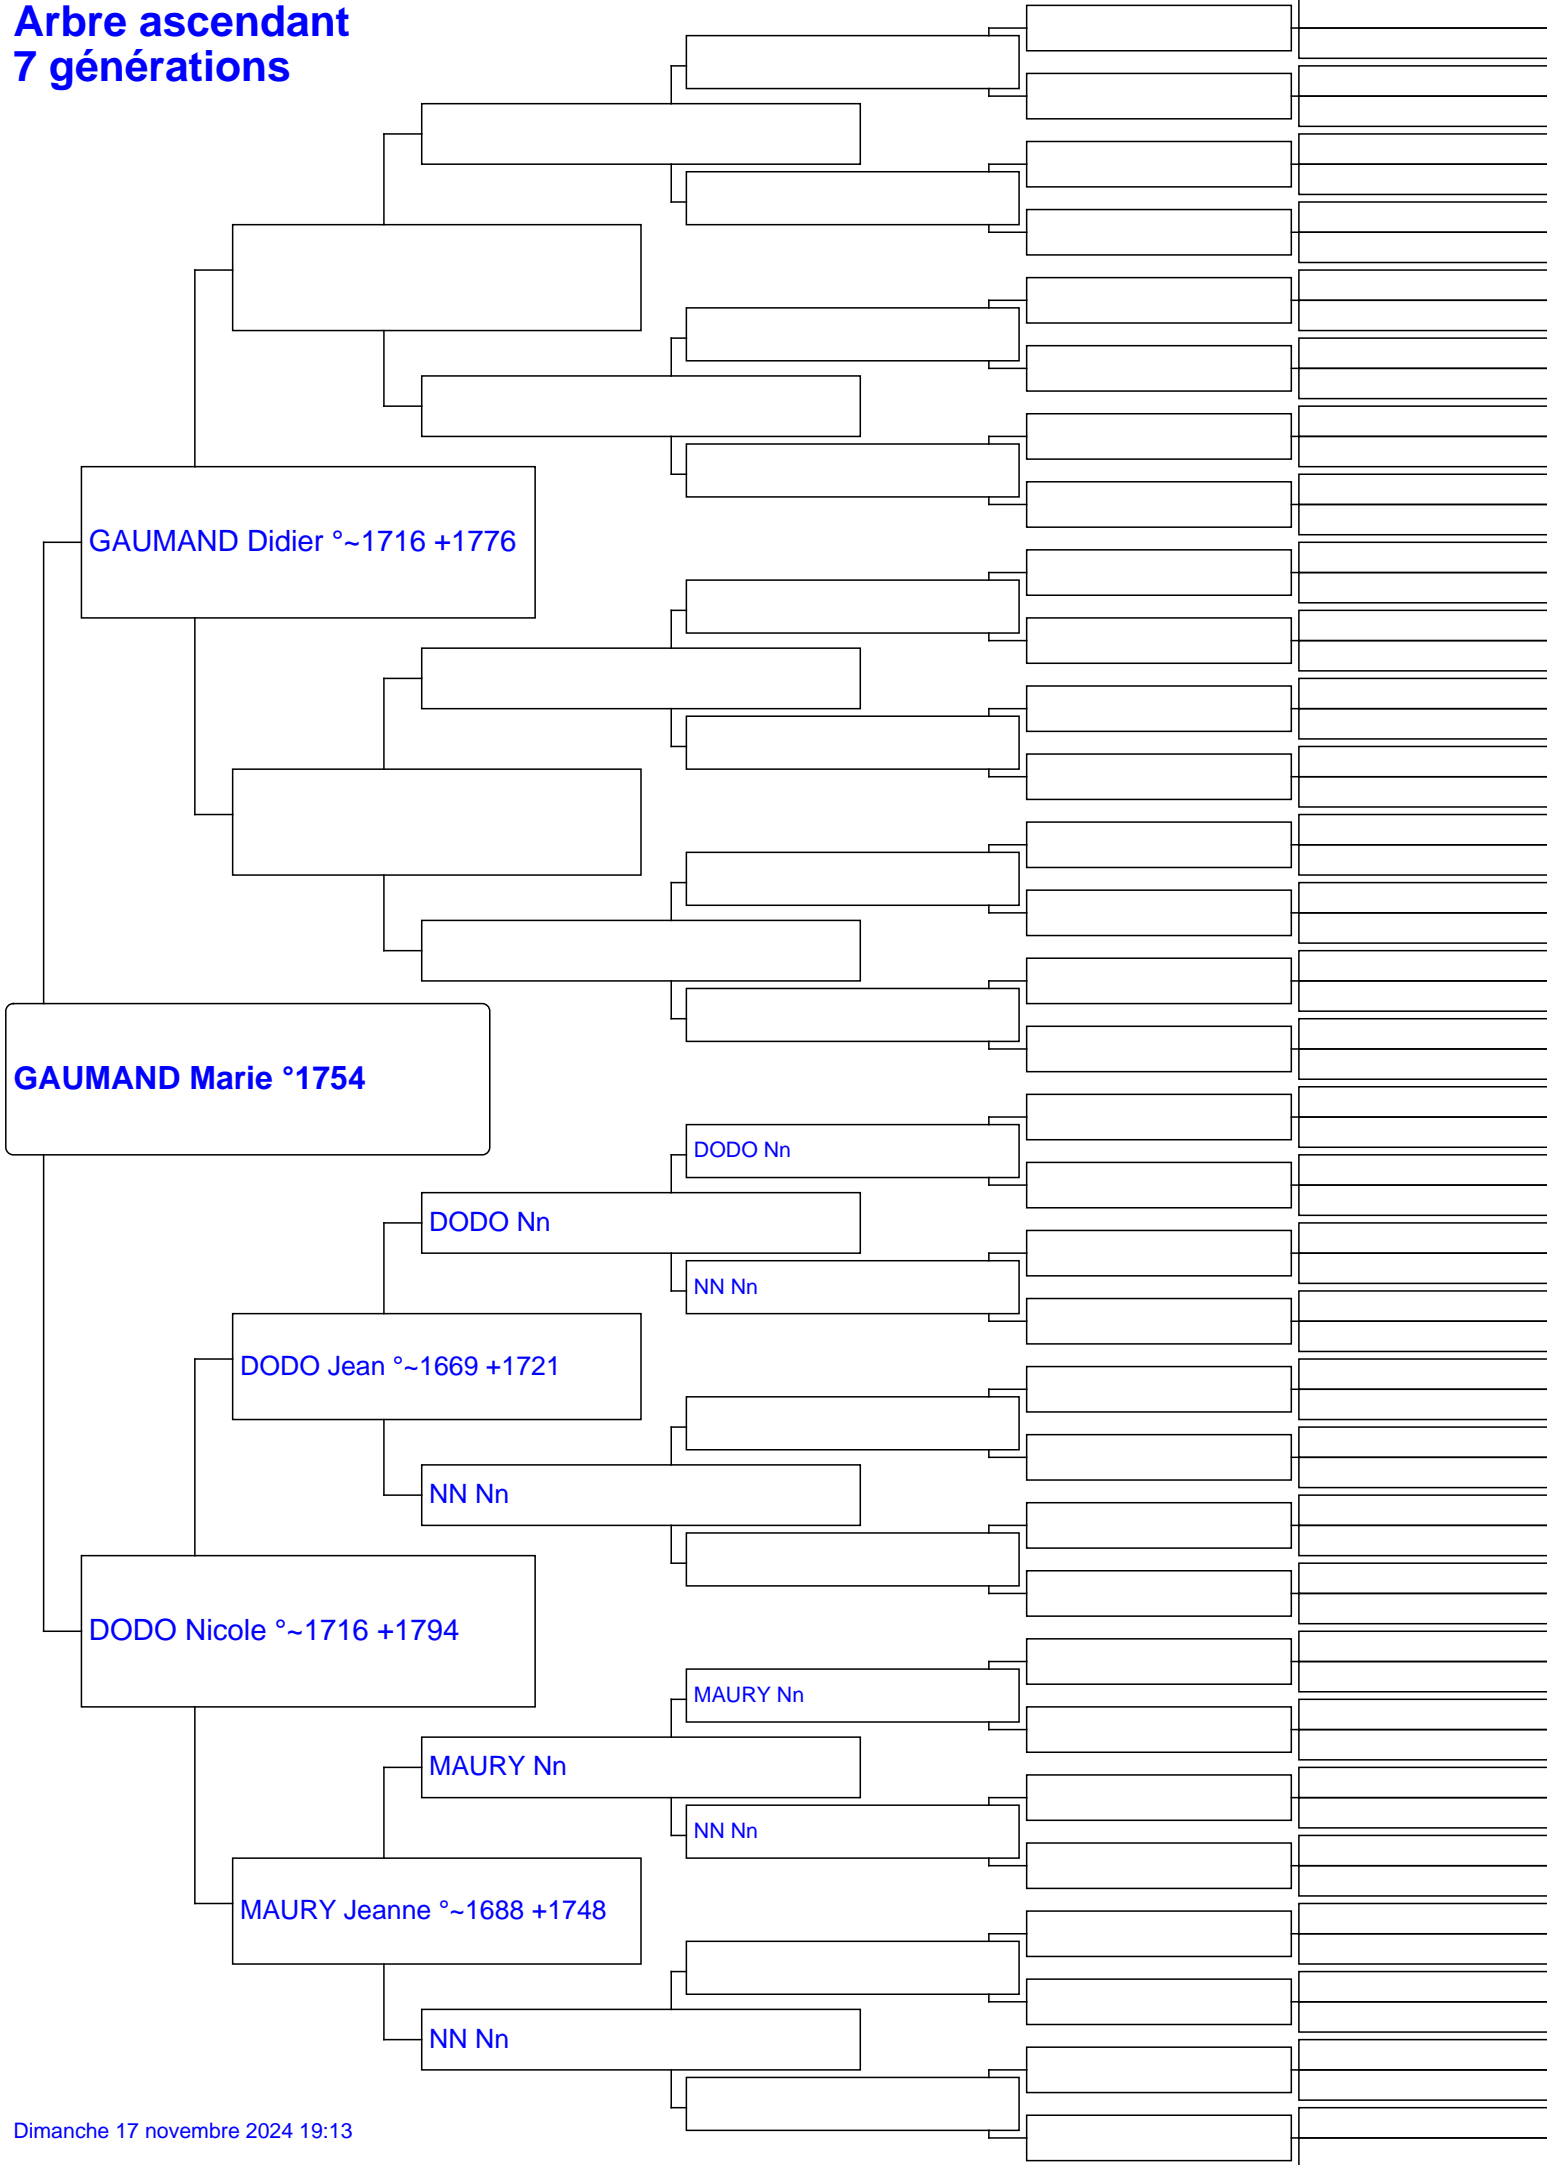 Arbre ascendant
7 générations
GAUMAND Didier °~1716 +1776
GAUMAND Marie °1754
DODO Nn
DODO Nn
NN Nn
DODO Jean °~1669 +1721
NN Nn
DODO Nicole °~1716 +1794
MAURY Nn
MAURY Nn
NN Nn
MAURY Jeanne °~1688 +1748
NN Nn
Dimanche 17 novembre 2024 19:13